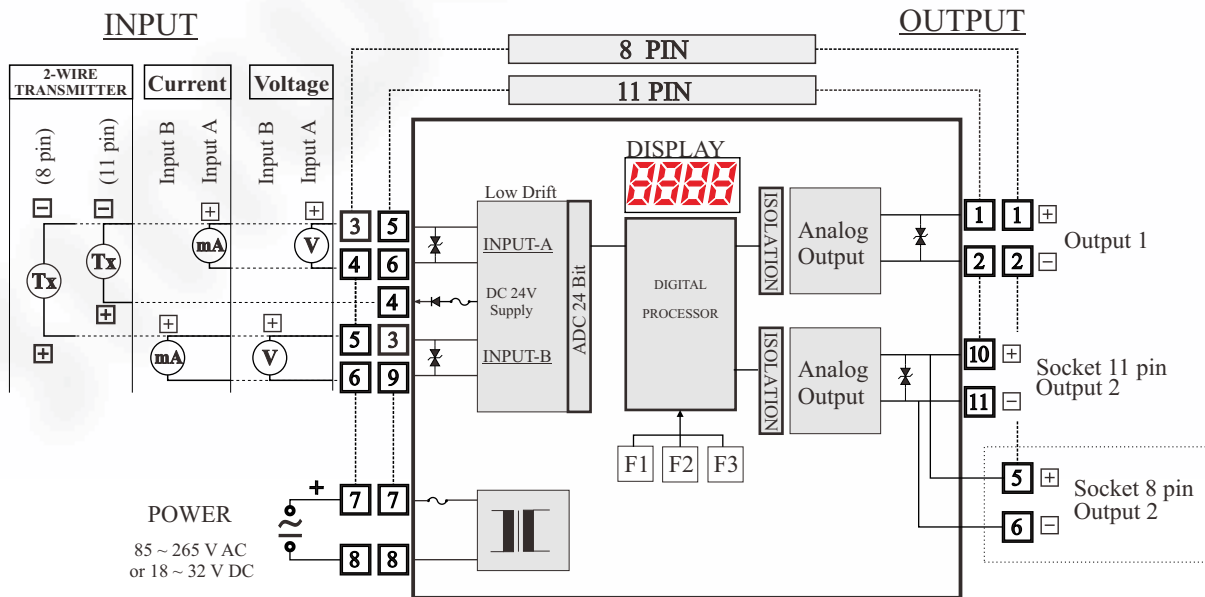 INPUT
OUTPUT
8 PIN
11 PIN
2-WIRE
TRANSMITTER
Current
Voltage
(8 pin)
(11 pin)
Input B
Input A
Input B
Input A
DISPLAY
8888
Low Drift
INPUT-A
DC 24V
Supply
INPUT-B
ADC 24 Bit
DIGITAL
PROCESSOR
ISOLATION
Analog
Output
ISOLATION
Analog
Output
F1 F2 F3
− − + +
mA V
Tx Tx
+ +
+ +
mA V
3 5
4 6
4
5 3
6 9
7 7
8 8
1 1 +
2 2 −
Output 1
10 +
11 −
Socket 11 pin
Output 2
5 +
6 −
Socket 8 pin
Output 2
+
POWER
85 ~ 265 V AC
or 18 ~ 32 V DC